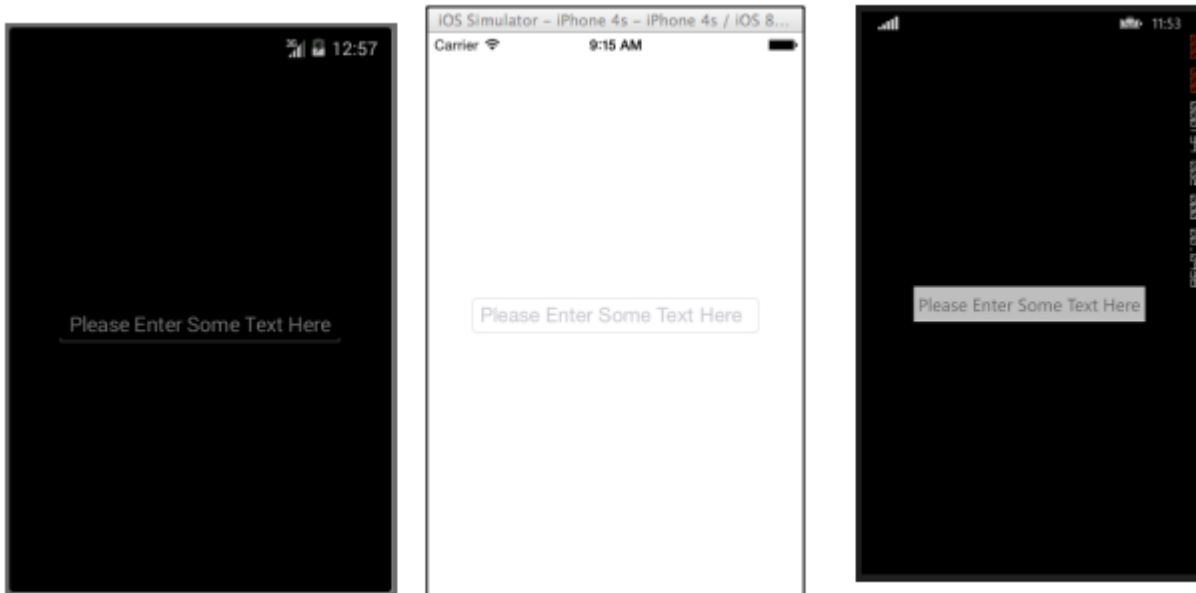 12:57
Please Enter Some Text Here
iOS Simulator – iPhone 4s – iPhone 4s / iOS 8...
Carrier 9:15 AM
Please Enter Some Text Here
11:53
Please Enter Some Text Here